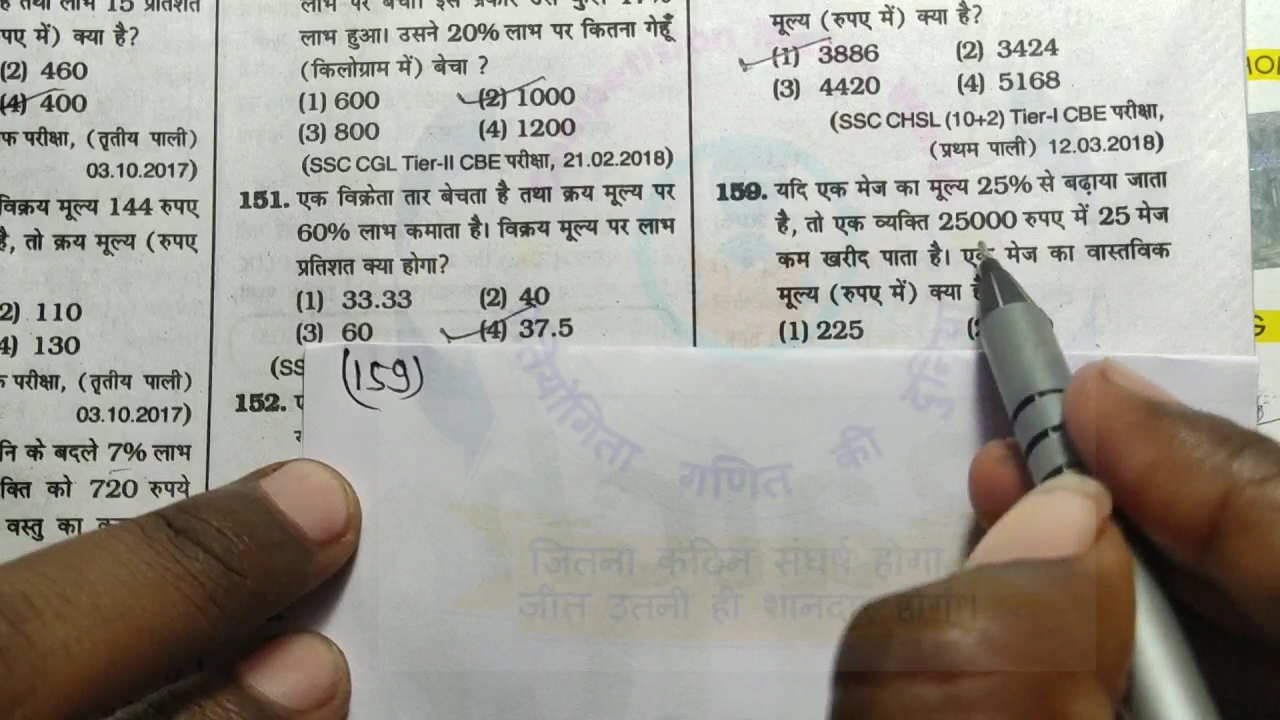 पए में) क्या है?
(2) 460
(4) 400
फ परीक्षा, (तृतीय पाली)
03.10.2017)
विक्रय मूल्य 144 रुपए
है, तो क्रय मूल्य (रुपए
2) 110
4) 130
परीक्षा, (तृतीय पाली)
03.10.2017)
नि के बदले 7% लाभ
क्ति को 720 रुपये
वस्तु का
लाभ हुआ। उसने 20% लाभ पर कितना गेहूँ
(किलोग्राम में) बेचा ?
(1) 600 (2) 1000
(3) 800 (4) 1200
(SSC CGL Tier-II CBE परीक्षा, 21.02.2018)
151. एक विक्रेता तार बेचता है तथा क्रय मूल्य पर
60% लाभ कमाता है। विक्रय मूल्य पर लाभ
प्रतिशत क्या होगा?
(1) 33.33 (2) 40
(3) 60 (4) 37.5
(SS
152.
मूल्य (रुपए में) क्या है?
(1) 3886 (2) 3424
(3) 4420 (4) 5168
(SSC CHSL (10+2) Tier-I CBE परीक्षा,
(प्रथम पाली) 12.03.2018)
159. यदि एक मेज का मूल्य 25% से बढ़ाया जाता
है, तो एक व्यक्ति 25000 रुपए में 25 मेज
कम खरीद पाता है। एक मेज का वास्तविक
मूल्य (रुपए में) क्या
(1) 225
(159)
गणित की
जितना कठिन संघर्ष होगा
जीत उतनी ही शानदार होगी।